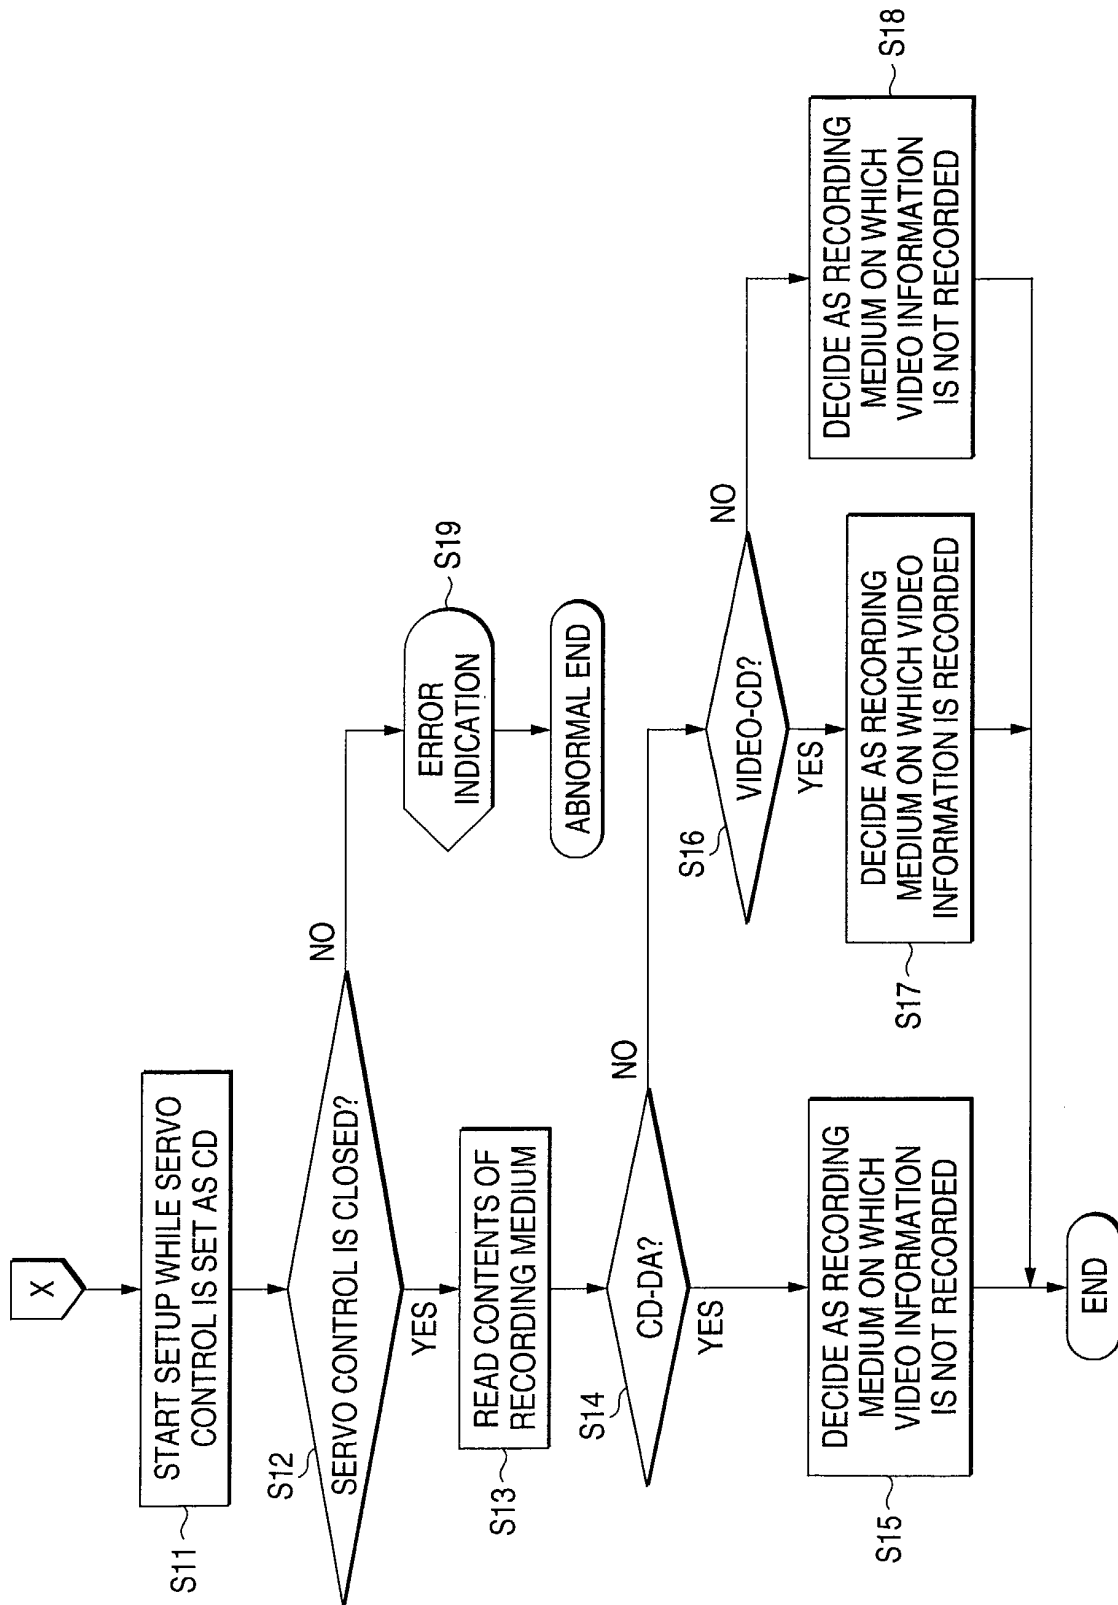 X
START SETUP WHILE SERVO
CONTROL IS SET AS CD
S11
SERVO CONTROL IS CLOSED?
S12
NO
YES
ERROR
INDICATION
S19
ABNORMAL END
READ CONTENTS OF
RECORDING MEDIUM
S13
CD-DA?
S14
NO
YES
VIDEO-CD?
S16
NO
YES
DECIDE AS RECORDING
MEDIUM ON WHICH
VIDEO INFORMATION
IS NOT RECORDED
S15
DECIDE AS RECORDING
MEDIUM ON WHICH VIDEO
INFORMATION IS RECORDED
S17
DECIDE AS RECORDING
MEDIUM ON WHICH
VIDEO INFORMATION
IS NOT RECORDED
S18
END